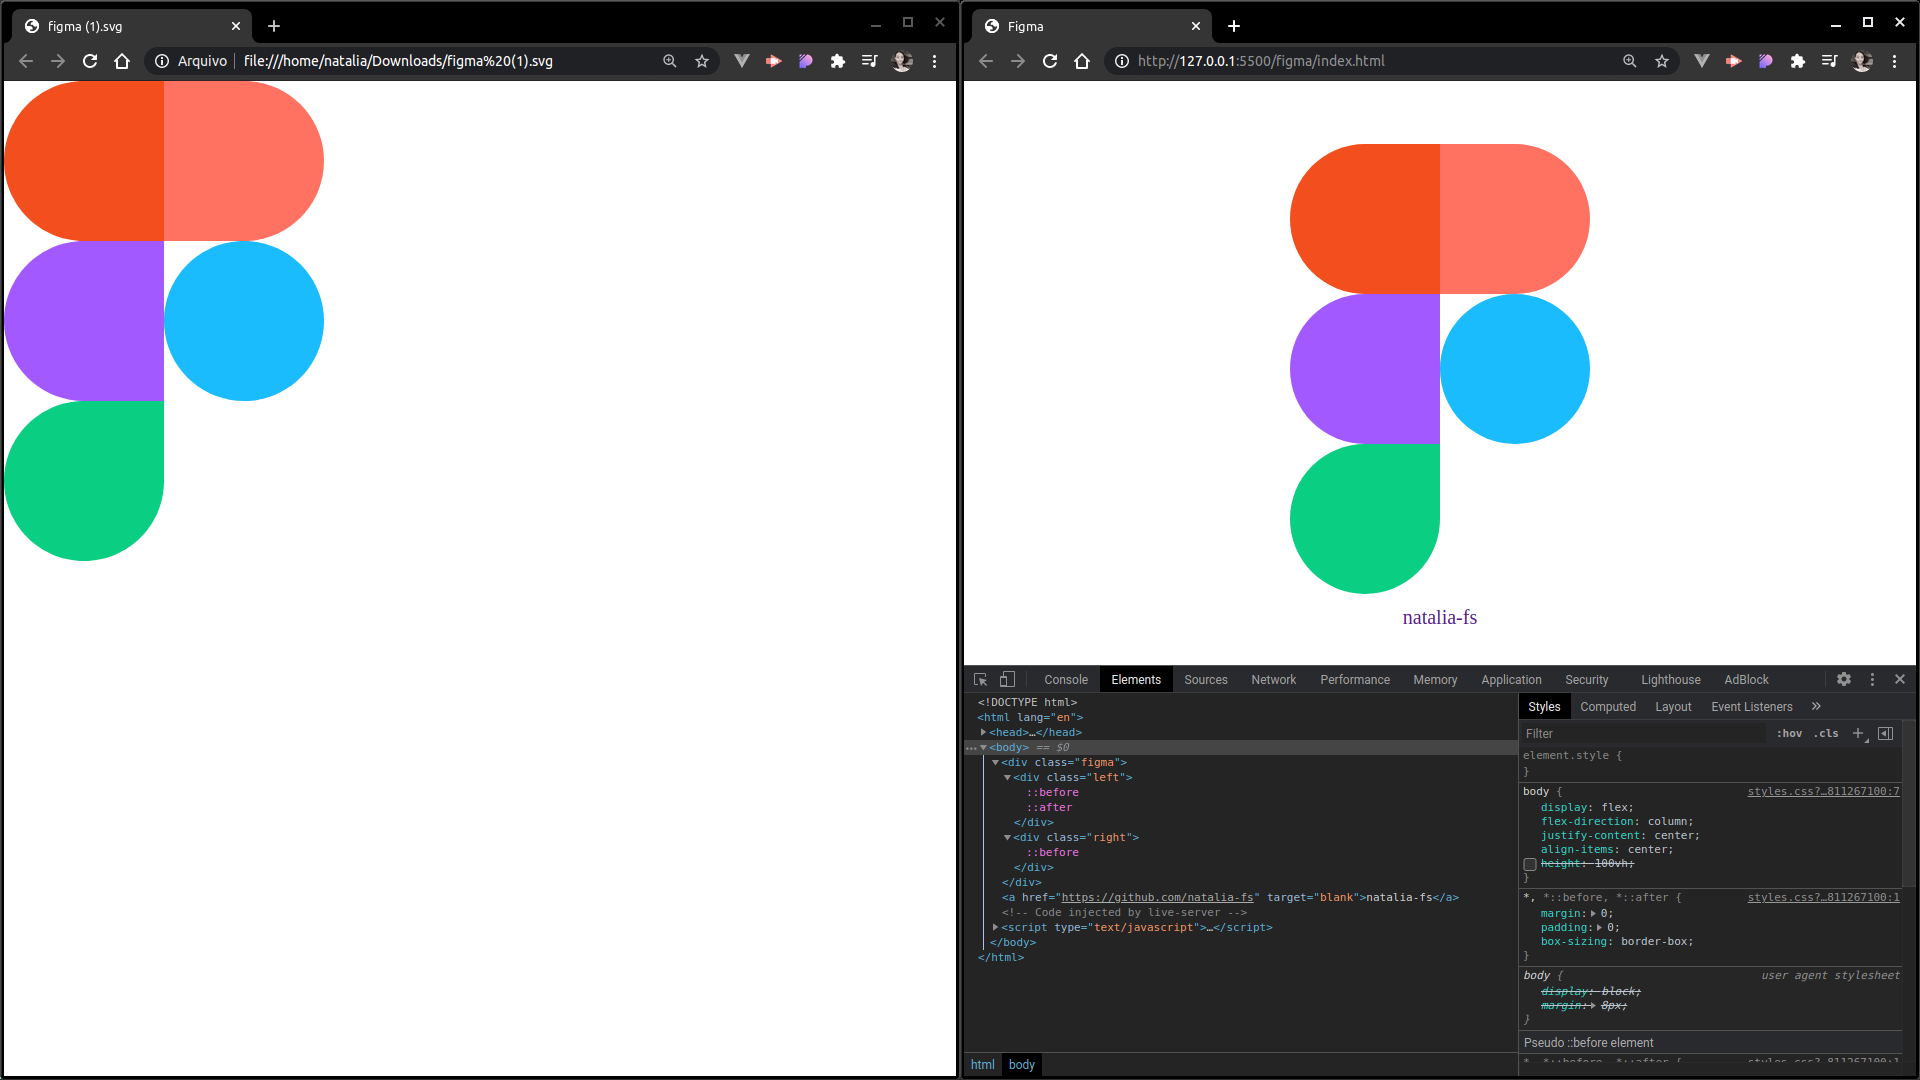 figma (1).svg
Arquivo
file:///home/natalia/Downloads/figma%20(1).svg
Figma
http://127.0.0.1:5500/figma/index.html
natalia-fs
Console
Elements
Sources
Network
Performance
Memory
Application
Security
Lighthouse
AdBlock
<!DOCTYPE html>
<html lang="en">
<head>…</head>
<body> == $0
<div class="figma">
<div class="left">
::before
::after
</div>
<div class="right">
::before
</div>
</div>
<a href="https://github.com/natalia-fs" target="blank">natalia-fs</a>
<!-- Code injected by live-server -->
<script type="text/javascript">…</script>
</body>
</html>
html
body
Styles
Computed
Layout
Event Listeners
Filter
:hov
.cls
element.style {
}
body {
styles.css?…811267100:7
display: flex;
flex-direction: column;
justify-content: center;
align-items: center;
height: 100vh;
}
*, *::before, *::after {
styles.css?…811267100:1
margin: 0;
padding: 0;
box-sizing: border-box;
}
body {
user agent stylesheet
display: block;
margin: 8px;
}
Pseudo ::before element
*, *::before, *::after {
styles.css?…811267100:1